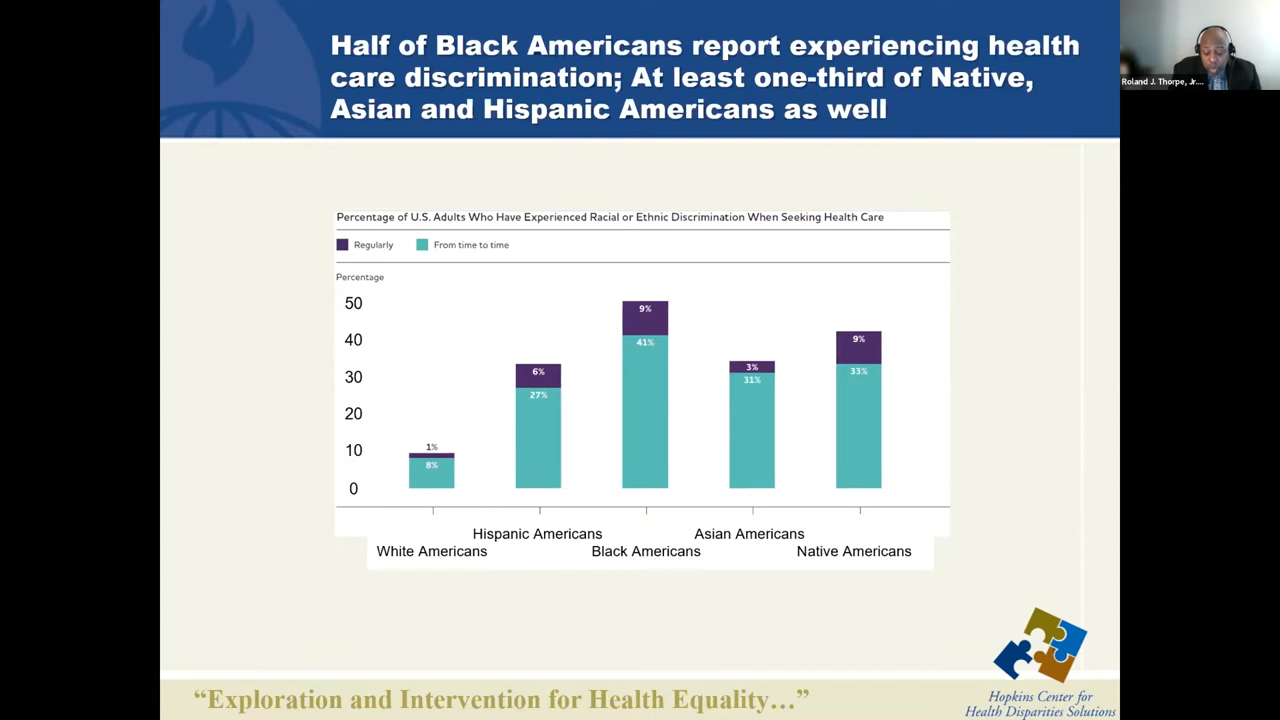 Half of Black Americans report experiencing health
care discrimination; At least one-third of Native,
Asian and Hispanic Americans as well
Roland J. Thorpe, Jr....
Percentage of U.S. Adults Who Have Experienced Racial or Ethnic Discrimination When Seeking Health Care
Regularly From time to time
Percentage
50
40
30
20
10
0
1%
8%
6%
27%
9%
41%
3%
31%
9%
33%
White Americans
Hispanic Americans
Black Americans
Asian Americans
Native Americans
“Exploration and Intervention for Health Equality…”
Hopkins Center for
Health Disparities Solutions